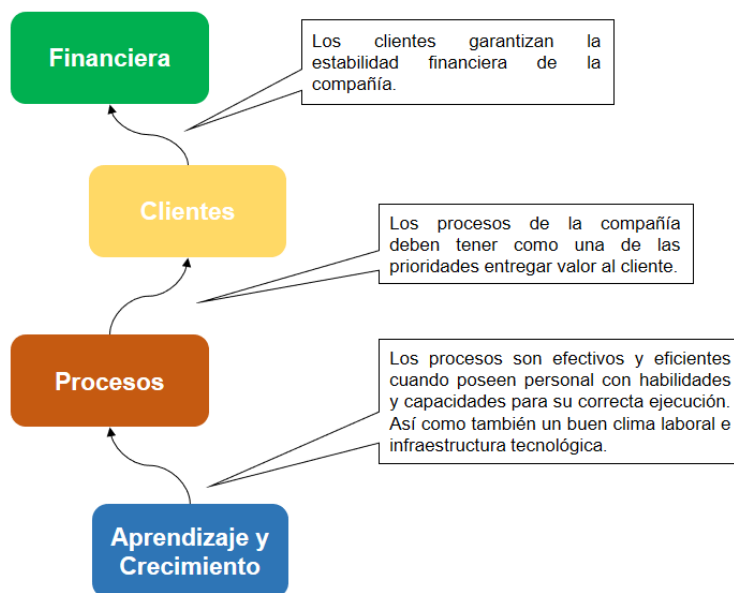 Financiera
Los clientes garantizan la
estabilidad financiera de la
compañía.
Clientes
Los procesos de la compañía
deben tener como una de las
prioridades entregar valor al cliente.
Procesos
Los procesos son efectivos y eficientes
cuando poseen personal con habilidades
y capacidades para su correcta ejecución.
Así como también un buen clima laboral e
infraestructura tecnológica.
Aprendizaje y
Crecimiento